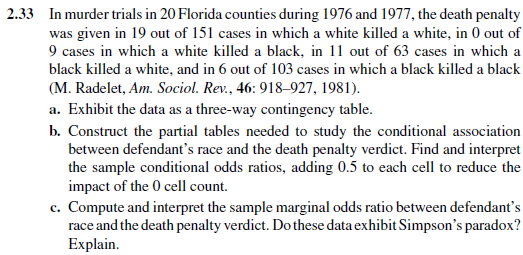 2.33 In murder trials in 20 Florida counties during 1976 and 1977, the death penalty
was given in 19 out of 151 cases in which a white killed a white, in 0 out of
9 cases in which a white killed a black, in 11 out of 63 cases in which a
black killed a white, and in 6 out of 103 cases in which a black killed a black
(M. Radelet, Am. Sociol. Rev., 46: 918–927, 1981).
a. Exhibit the data as a three-way contingency table.
b. Construct the partial tables needed to study the conditional association
between defendant's race and the death penalty verdict. Find and interpret
the sample conditional odds ratios, adding 0.5 to each cell to reduce the
impact of the 0 cell count.
c. Compute and interpret the sample marginal odds ratio between defendant's
race and the death penalty verdict. Do these data exhibit Simpson's paradox?
Explain.